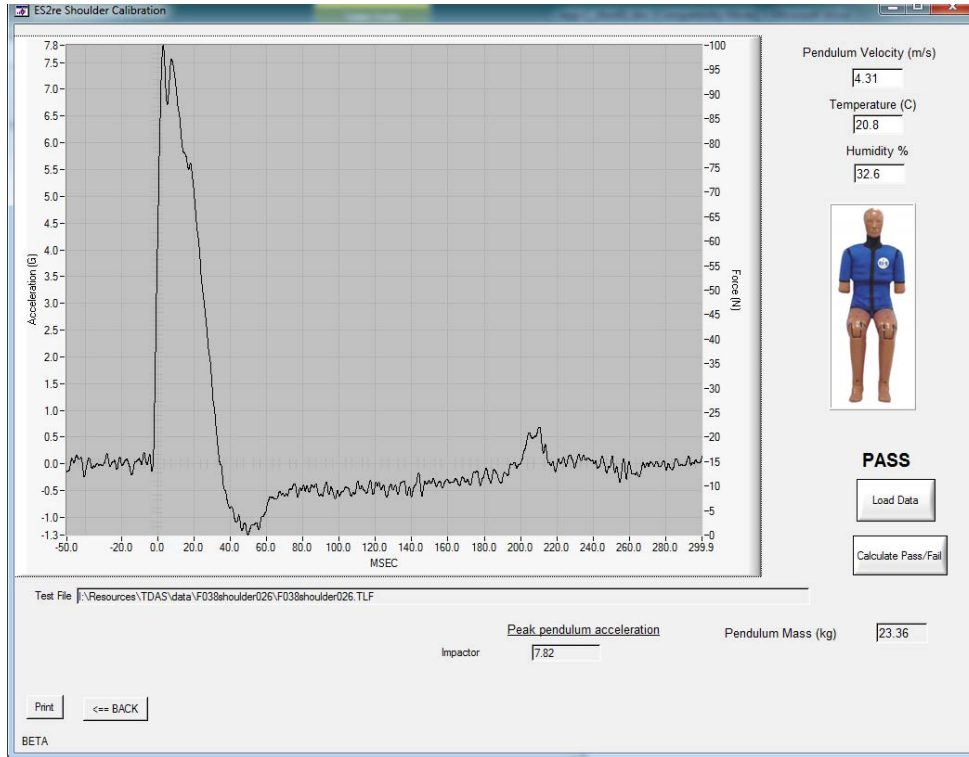 ES2re Shoulder Calibration
Pendulum Velocity (m/s)
4.31
Temperature (C)
20.8
Humidity %
32.6
7.8
7.5
7.0
6.5
6.0
5.5
5.0
4.5
4.0
3.5
3.0
2.5
2.0
1.5
1.0
0.5
0.0
-0.5
-1.0
-1.3
Acceleration (G)
-100
-95
-90
-85
-80
-75
-70
-65
-60
-55
-50
-45
-40
-35
-30
-25
-20
-15
-10
-5
-0
Force (N)
-50.0 -20.0 0.0 20.0 40.0 60.0 80.0 100.0 120.0 140.0 160.0 180.0 200.0 220.0 240.0 260.0 280.0 299.9
MSEC
PASS
Load Data
Calculate Pass/Fail
Test File I:\Resources\TDAS\data\F038shoulder026\F038shoulder026.TLF
Peak pendulum acceleration
Impactor 7.82
Pendulum Mass (kg) 23.36
Print <== BACK
BETA